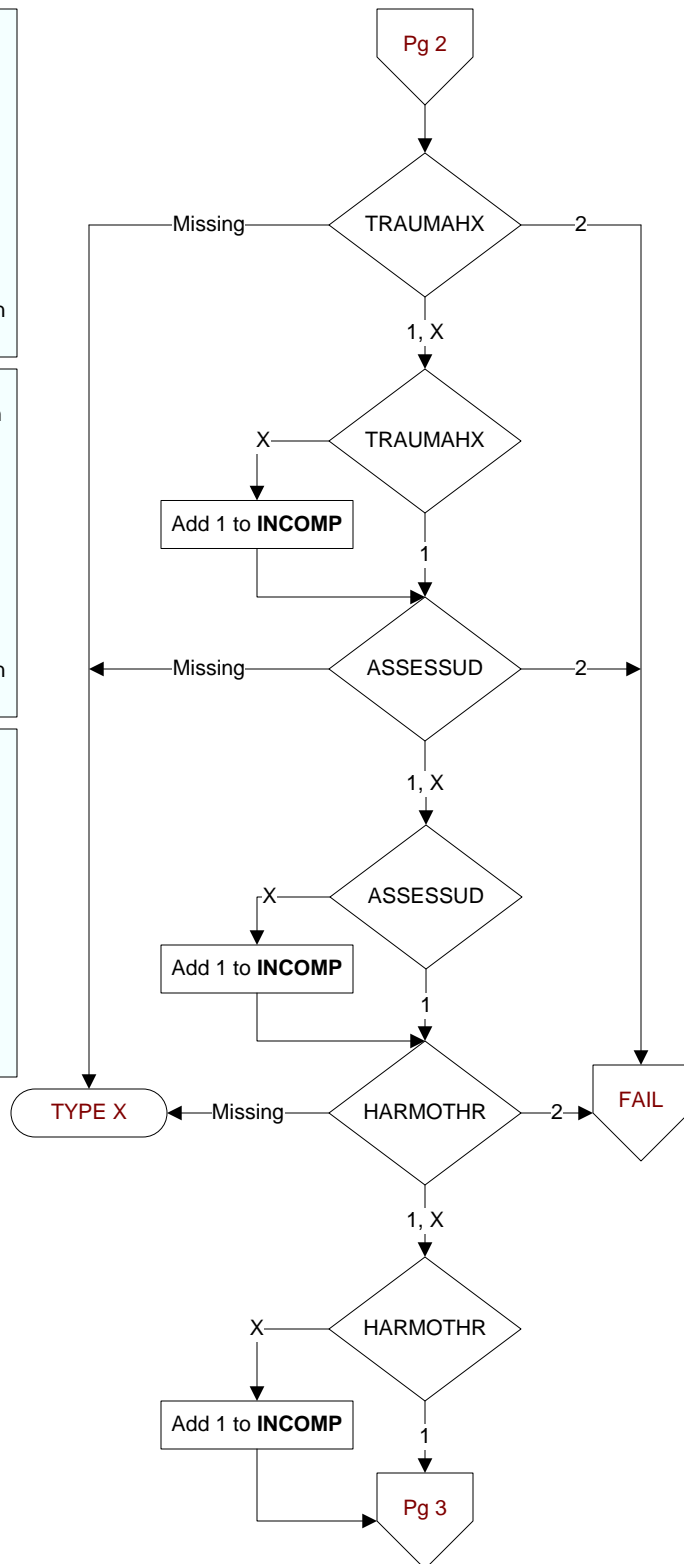 Pg 2
Missing
TRAUMAHX
2
1, X
TRAUMAHX
X
Add 1 to INCOMP
1
Missing
ASSESSUD
2
1, X
ASSESSUD
X
Add 1 to INCOMP
1
TYPE X
Missing
HARMOTHR
2
FAIL
1, X
HARMOTHR
X
Add 1 to INCOMP
1
Pg 3